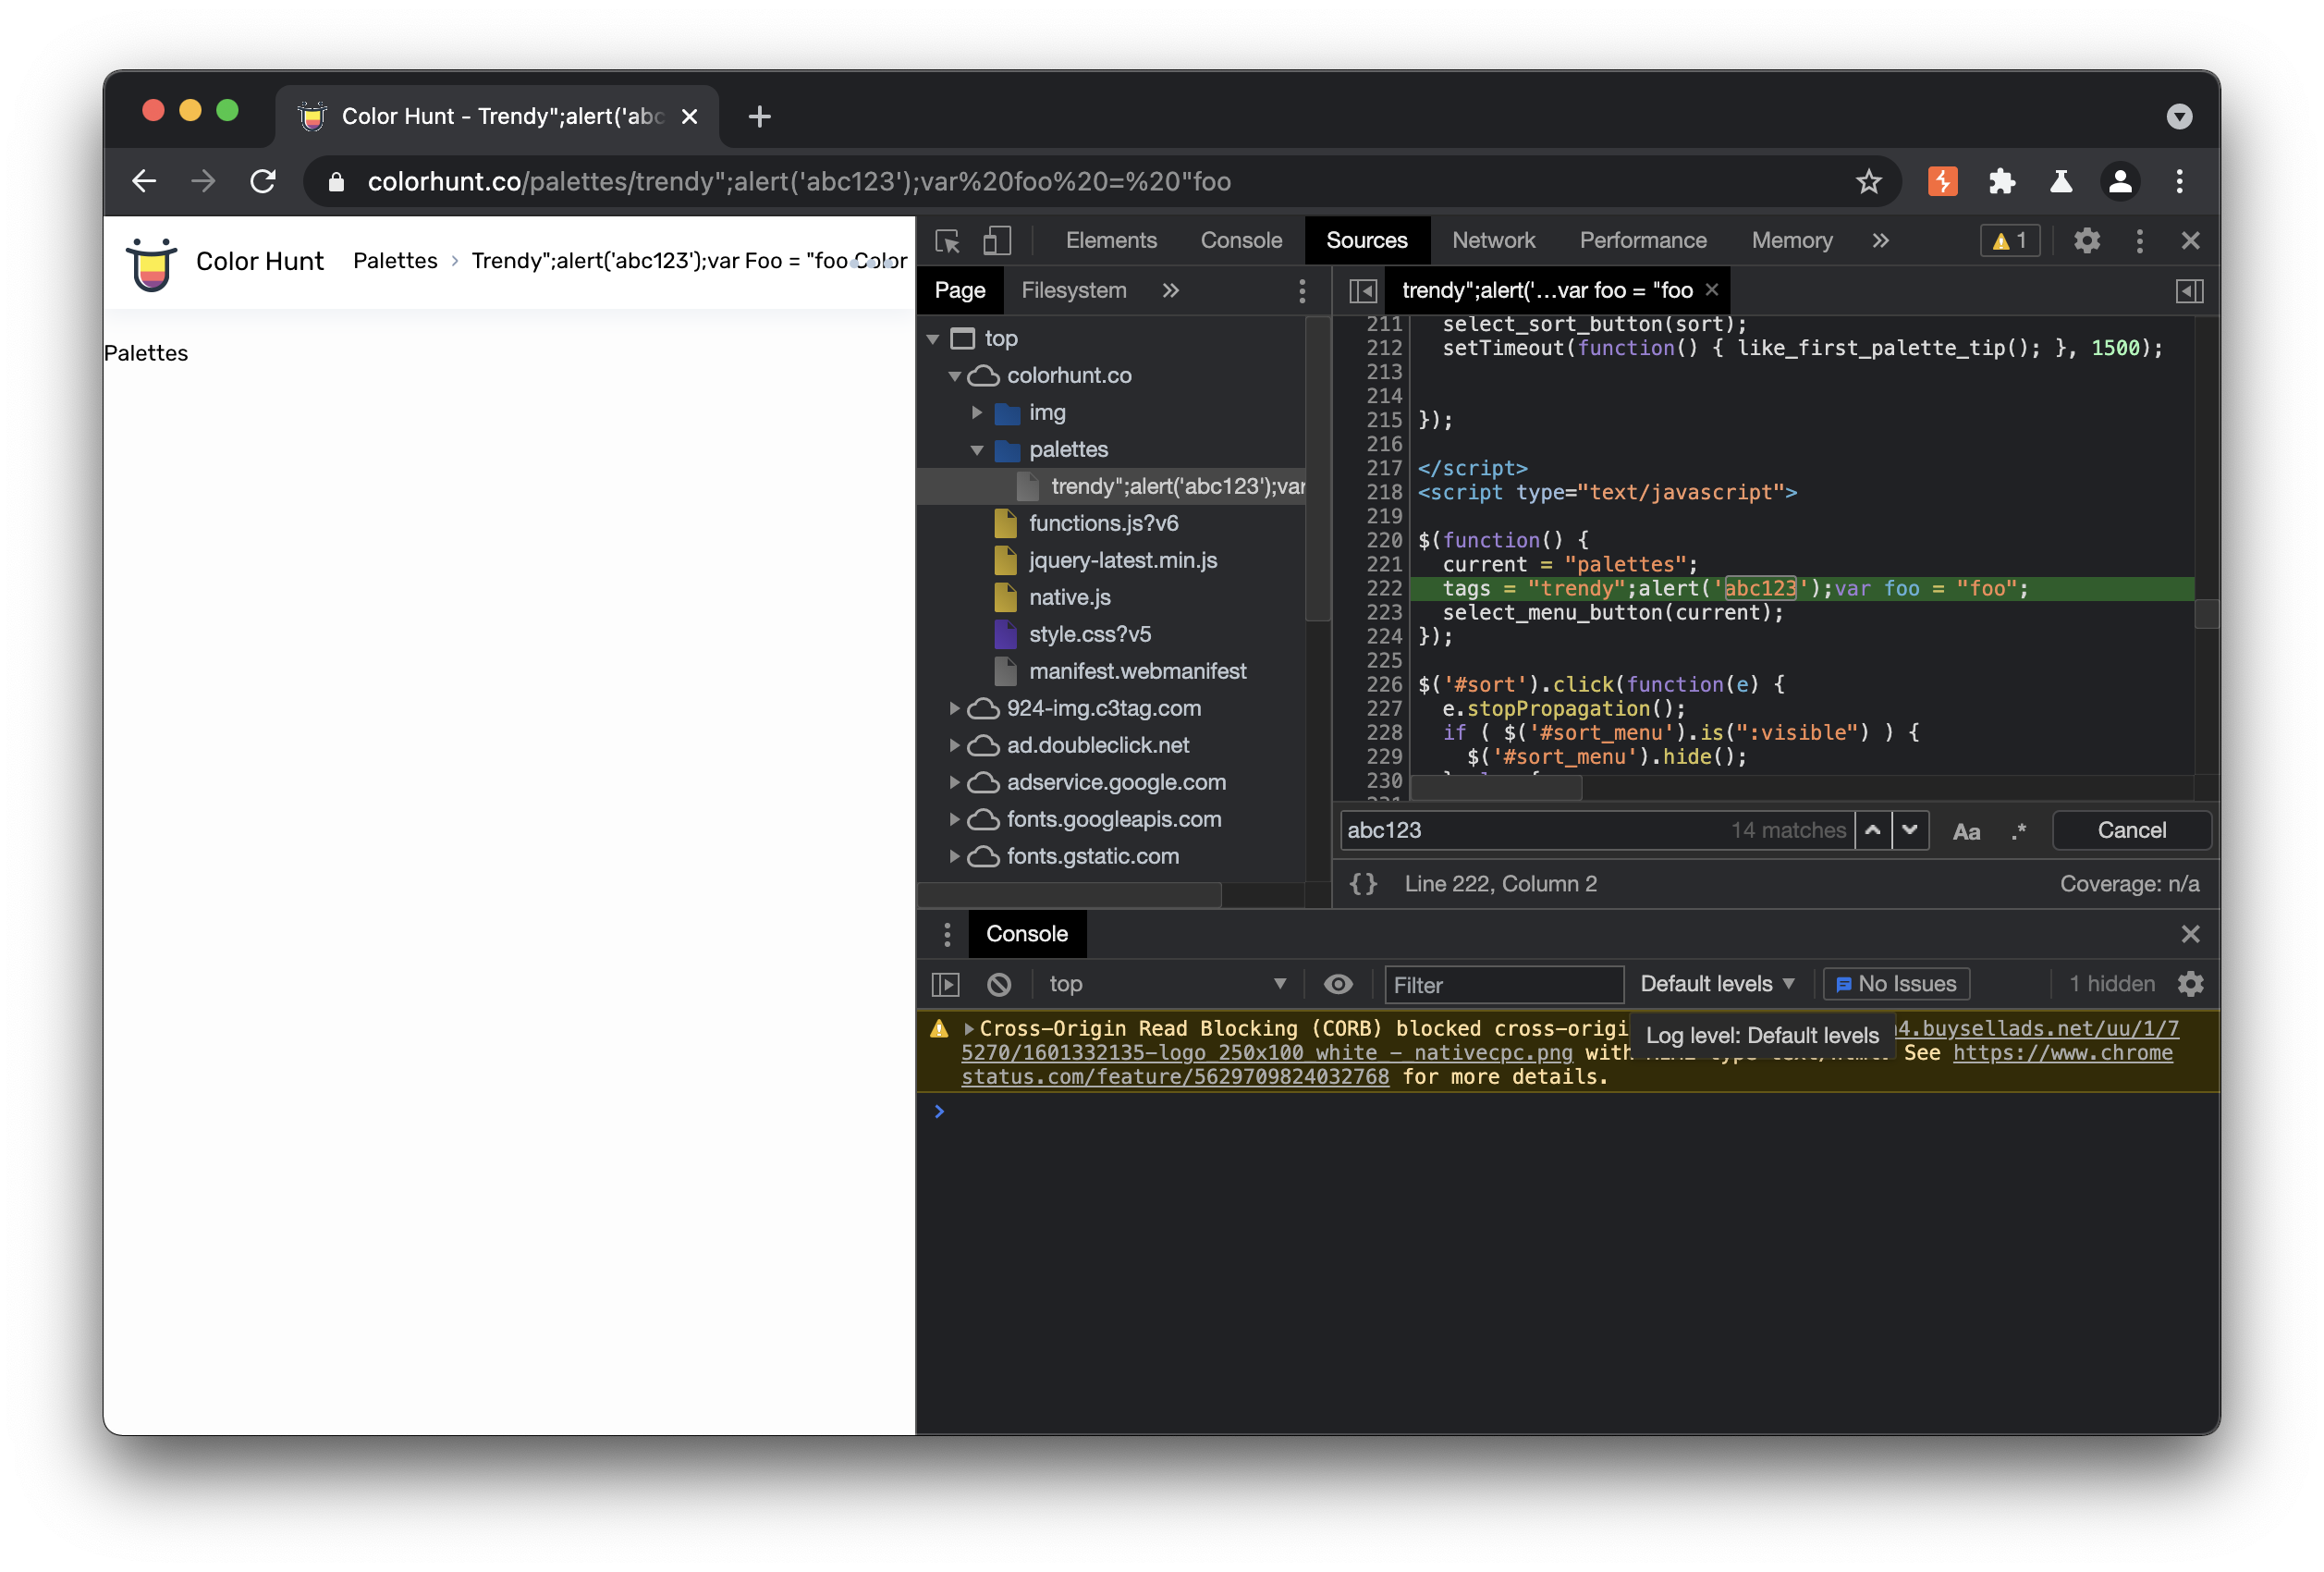 Color Hunt - Trendy";alert('abc
colorhunt.co/palettes/trendy";alert('abc123');var%20foo%20=%20"foo
Color Hunt
Palettes › Trendy";alert('abc123');var Foo = "foo Color
Palettes
Elements
Console
Sources
Network
Performance
Memory
1
Page
Filesystem
top
colorhunt.co
img
palettes
trendy";alert('abc123');var
functions.js?v6
jquery-latest.min.js
native.js
style.css?v5
manifest.webmanifest
924-img.c3tag.com
ad.doubleclick.net
adservice.google.com
fonts.googleapis.com
fonts.gstatic.com
trendy";alert('...var foo = "foo
211 select_sort_button(sort);
212 setTimeout(function() { like_first_palette_tip(); }, 1500);
213
214
215 });
216
217 </script>
218 <script type="text/javascript">
219
220 $(function() {
221 current = "palettes";
222 tags = "trendy";alert('abc123');var foo = "foo";
223 select_menu_button(current);
224 });
225
226 $('#sort').click(function(e) {
227 e.stopPropagation();
228 if ( $('#sort_menu').is(":visible") ) {
229 $('#sort_menu').hide();
230
abc123
14 matches
Aa
.*
Cancel
{} Line 222, Column 2
Coverage: n/a
Console
top
Filter
Default levels
No Issues
1 hidden
Cross-Origin Read Blocking (CORB) blocked cross-origi
4.buysellads.net/uu/1/7
Log level: Default levels
5270/1601332135-logo_250x100_white_-_nativecpc.png with See https://www.chrome
status.com/feature/5629709824032768 for more details.